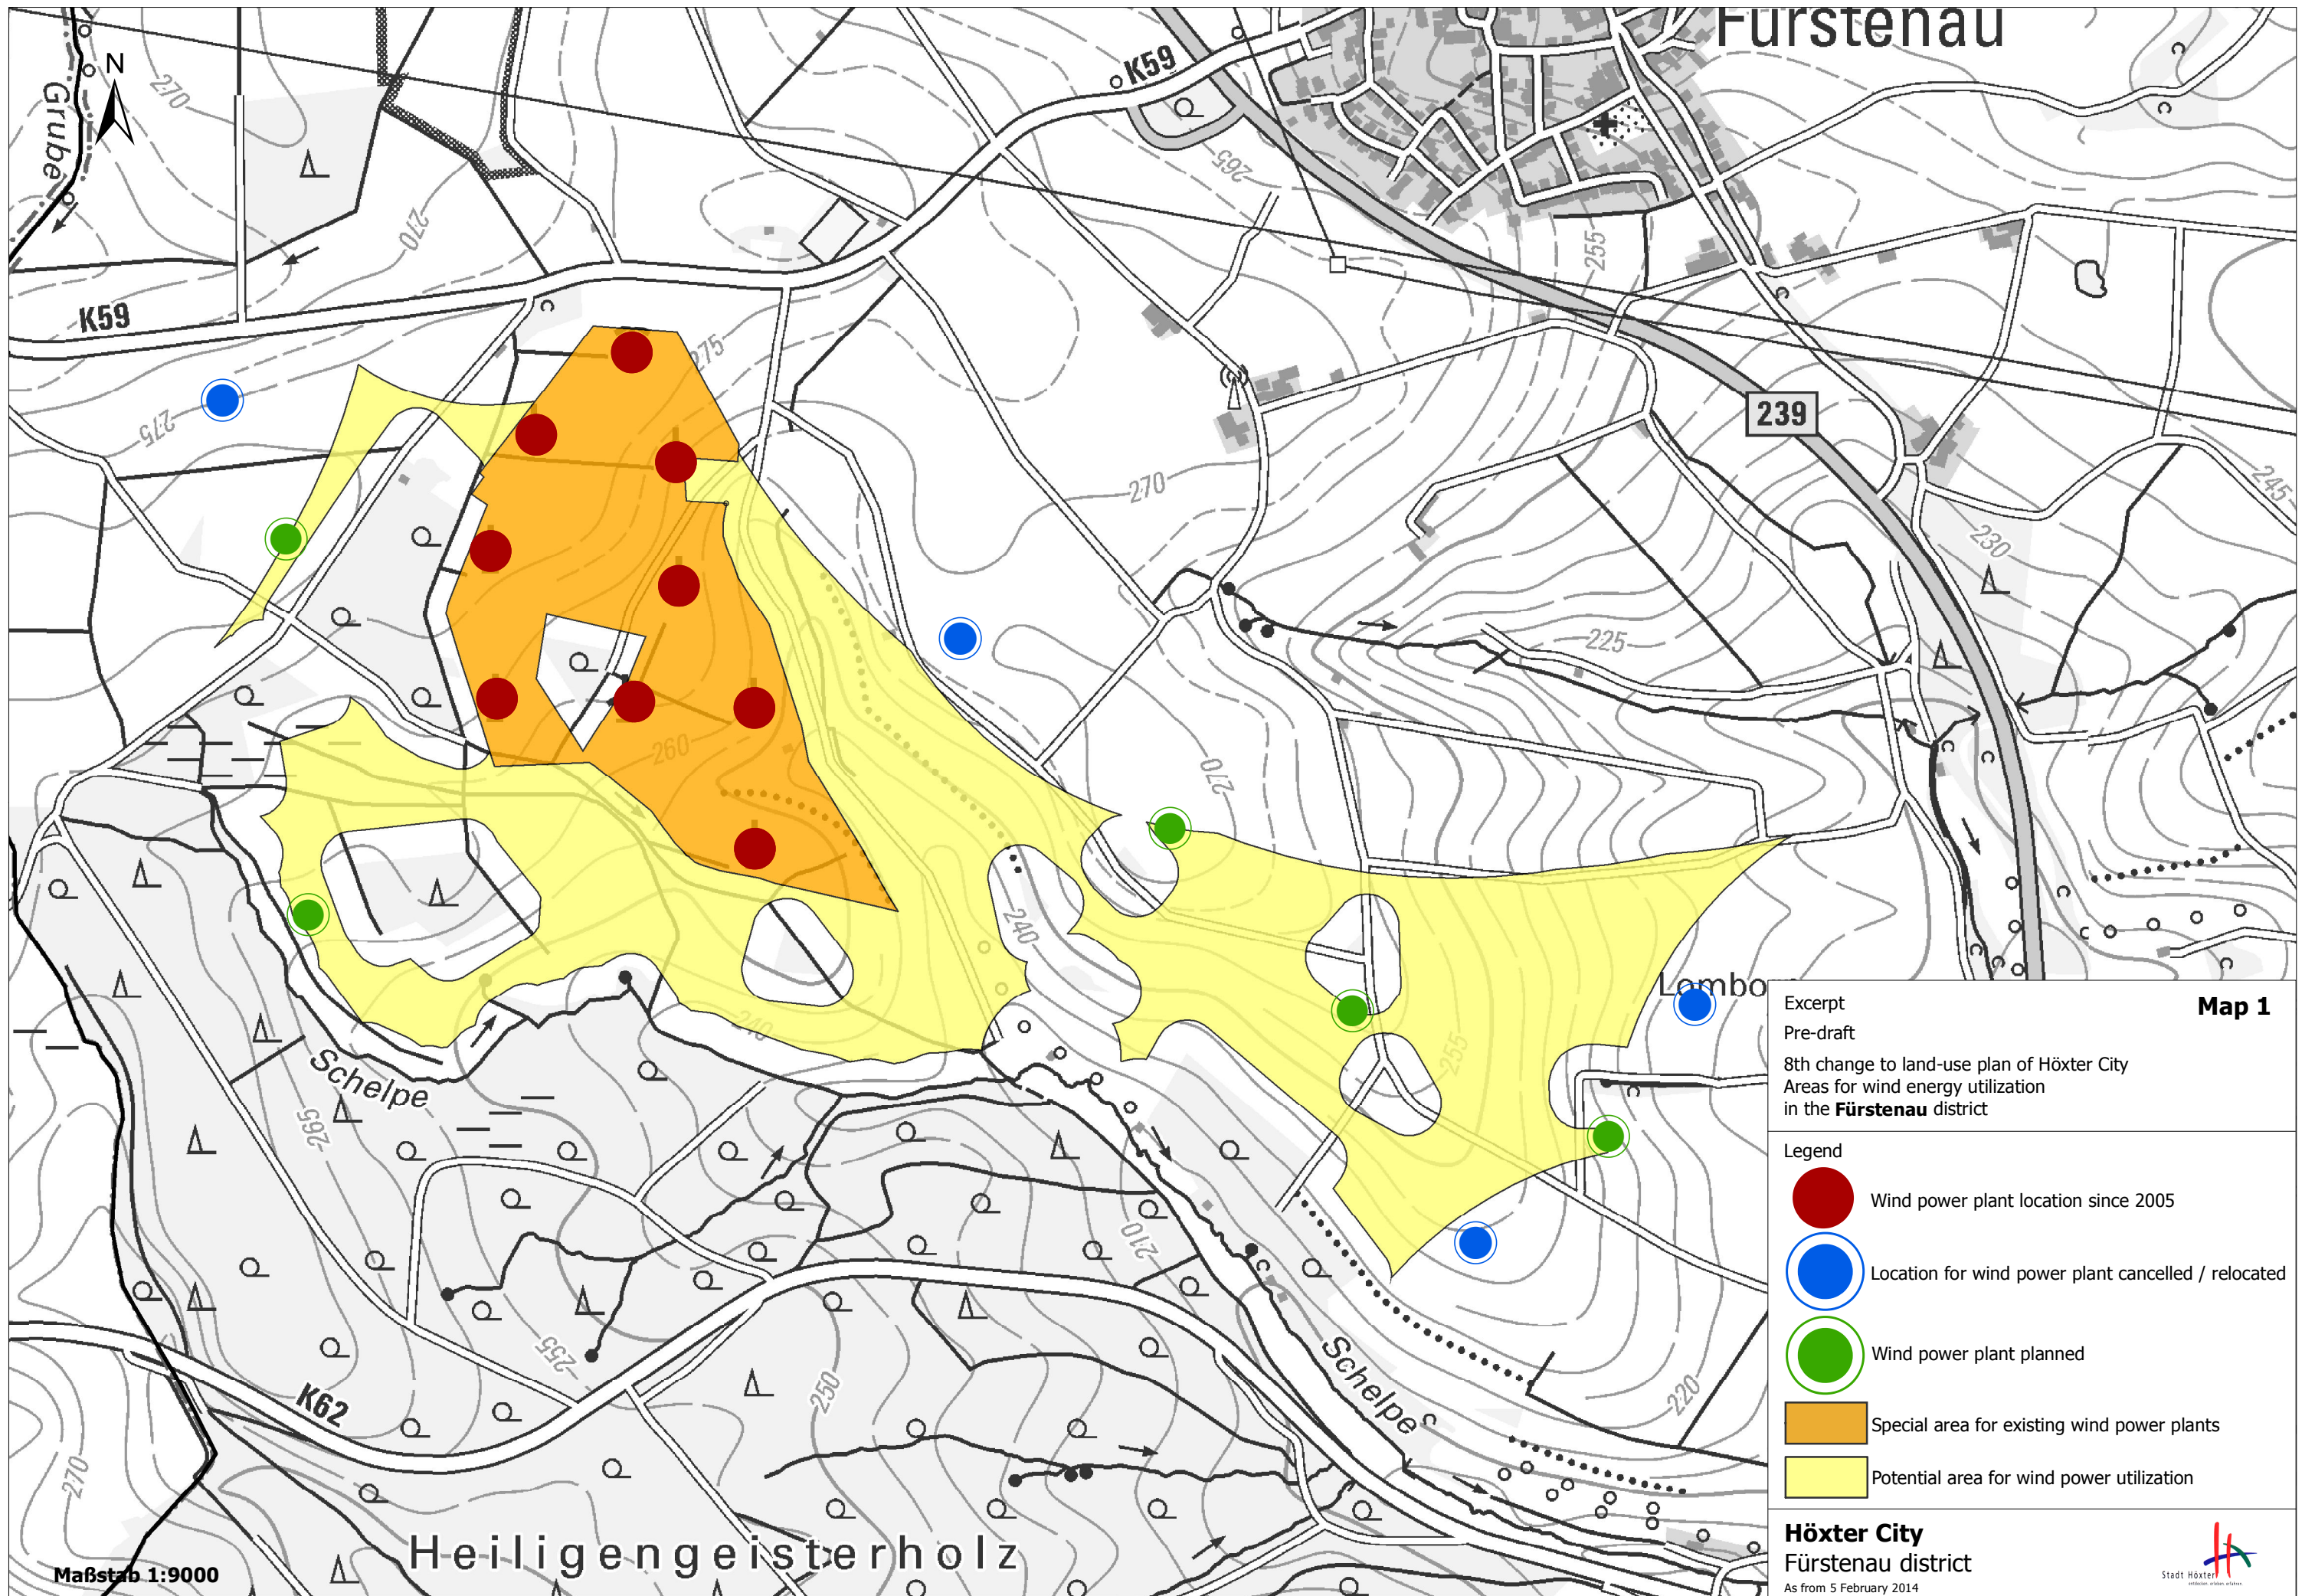 Fürstenau
K59
N
Grube
270
265
270
255
K59
275
239
275
270
245
230
225
260
270
240
Lombo
240
255
Schelpe
265
210
Schelpe
255
250
220
K62
270
Heiligengeisterholz
Maßstab 1:9000
Excerpt
Map 1
Pre-draft
8th change to land-use plan of Höxter City
Areas for wind energy utilization
in the Fürstenau district
Legend
Wind power plant location since 2005
Location for wind power plant cancelled / relocated
Wind power plant planned
Special area for existing wind power plants
Potential area for wind power utilization
Höxter City
Fürstenau district
As from 5 February 2014
Stadt Höxter